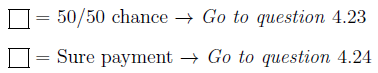 = 50/50 chance → Go to question 4.23
= Sure payment → Go to question 4.24